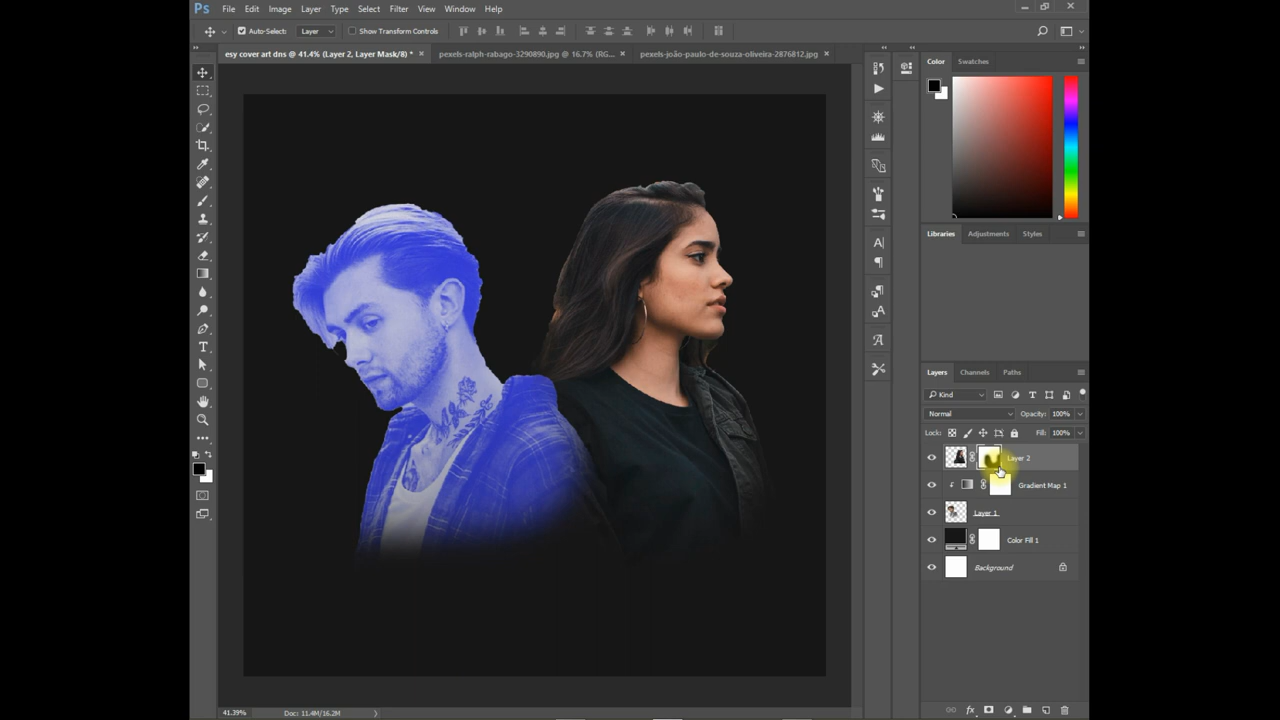 Ps File Edit Image Layer Type Select Filter View Window Help
Auto-Select: Layer Show Transform Controls
esy cover art dns @ 41.4% (Layer 2, Layer Mask/8) * × pexels-ralph-rabago-3290890.jpg @ 16.7% (RG... × pexels-joão-paulo-de-souza-oliveira-2876812.jpg ×
Color Swatches
Libraries Adjustments Styles
Layers Channels Paths
Kind
Normal Opacity: 100%
Lock: Fill: 100%
Layer 2
Gradient Map 1
Layer 1
Color Fill 1
Background
41.39% Doc: 11.4M/16.2M